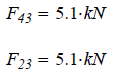 F43 = 5.1·kN
F23 = 5.1·kN